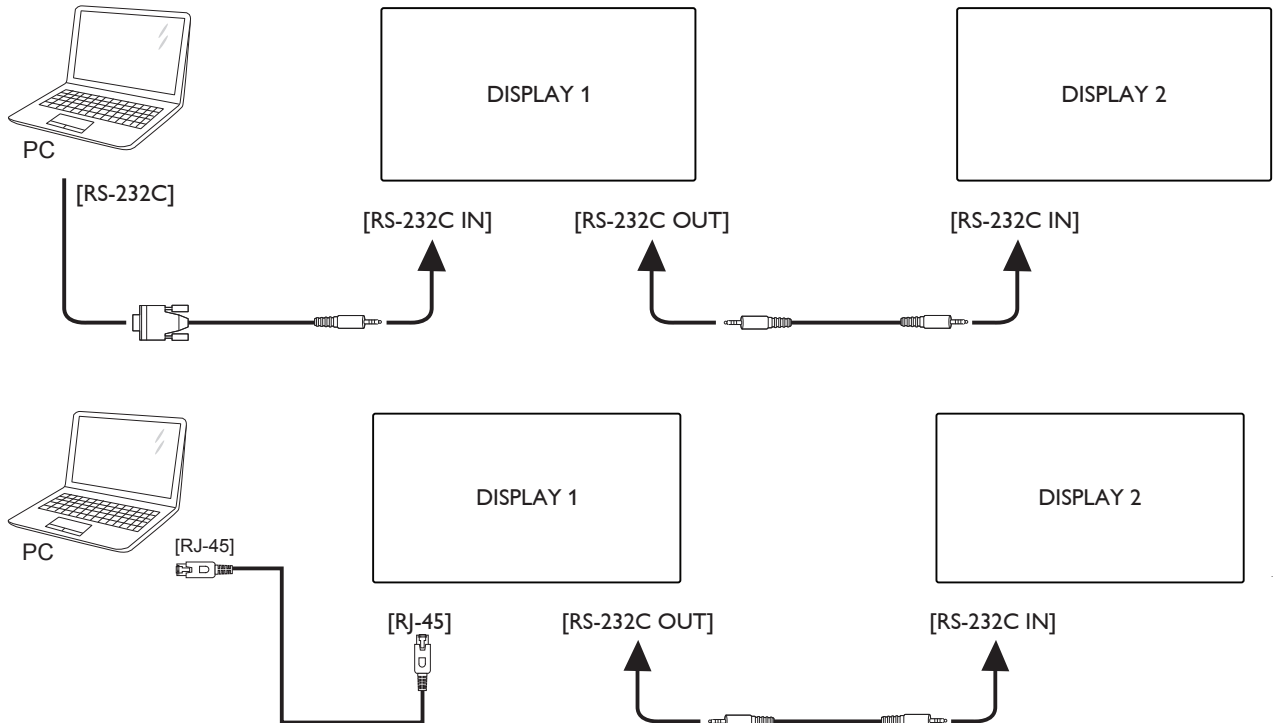 DISPLAY 1
DISPLAY 2
PC
[RS-232C]
[RS-232C IN]
[RS-232C OUT]
[RS-232C IN]
DISPLAY 1
DISPLAY 2
PC
[RJ-45]
[RJ-45]
[RS-232C OUT]
[RS-232C IN]